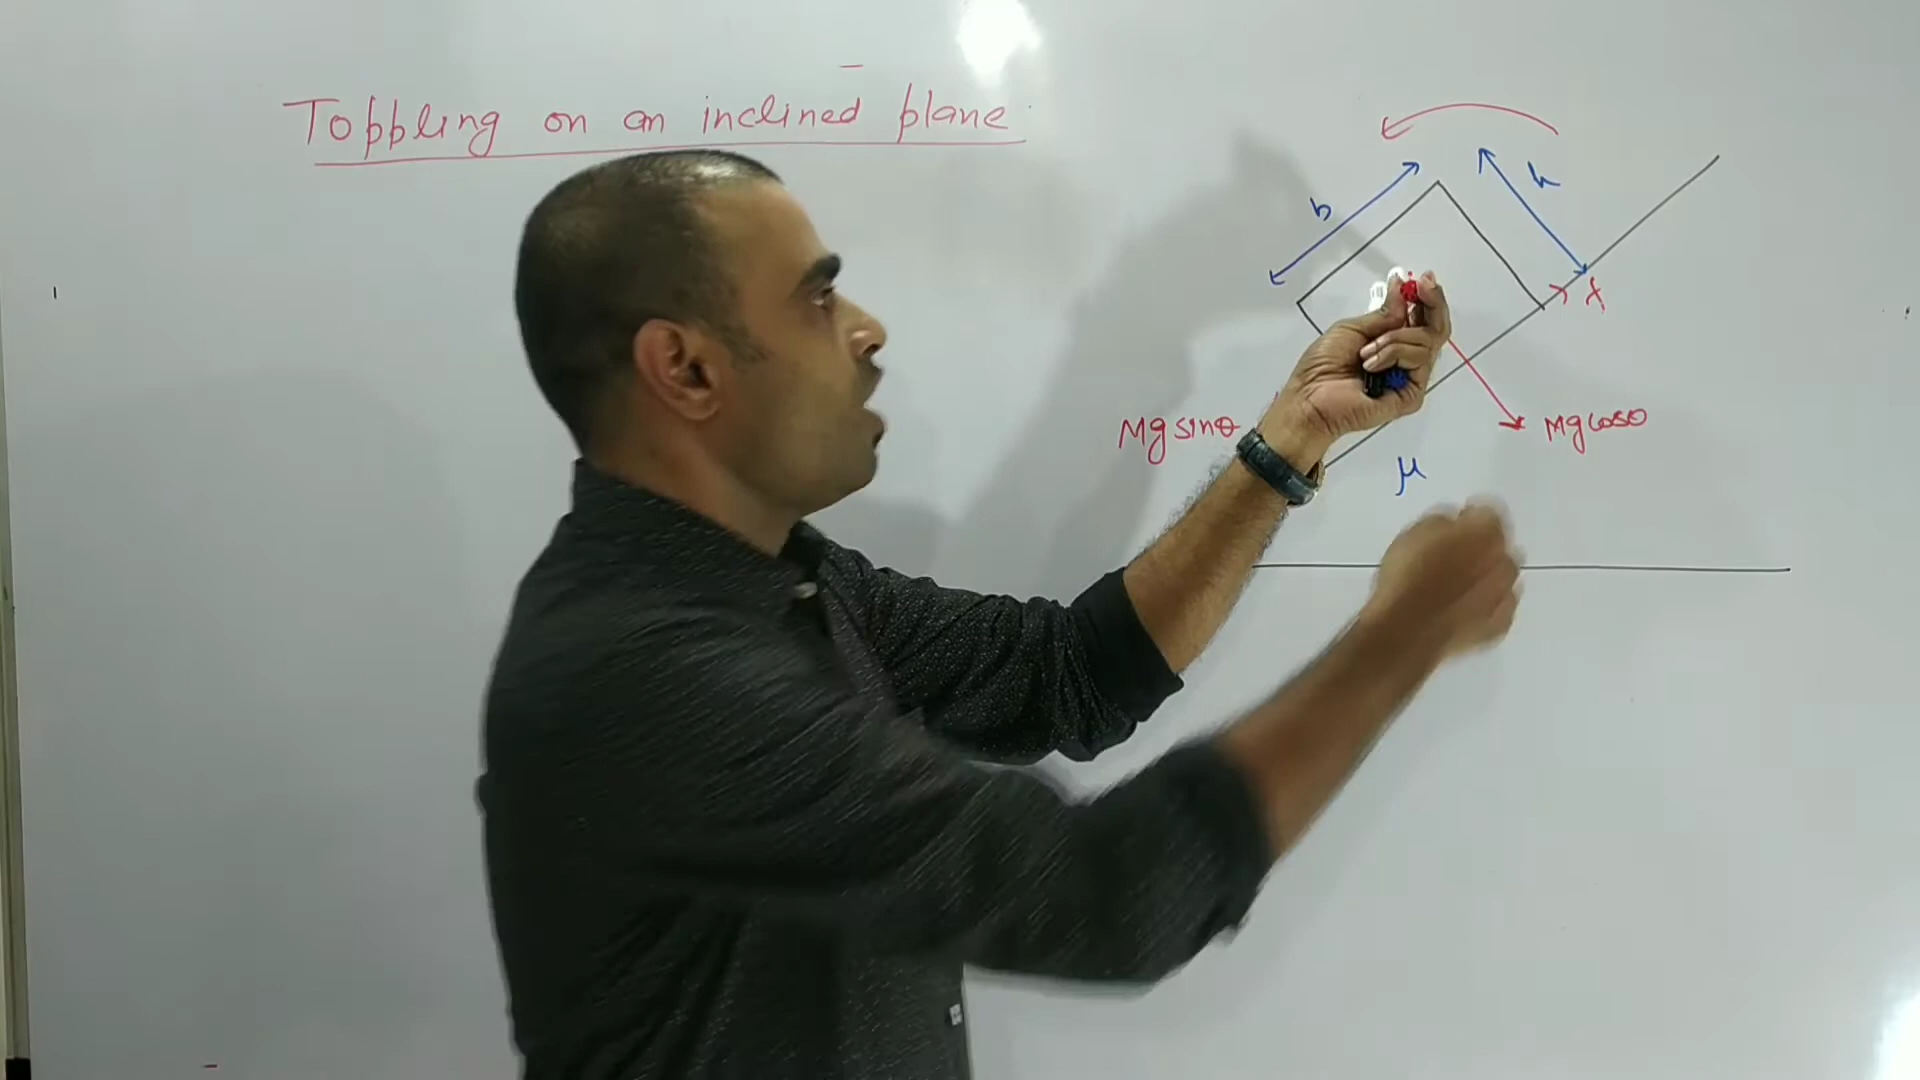 Toppling on an inclined plane
b
h
f
Mg sinθ
Mg cosθ
μ